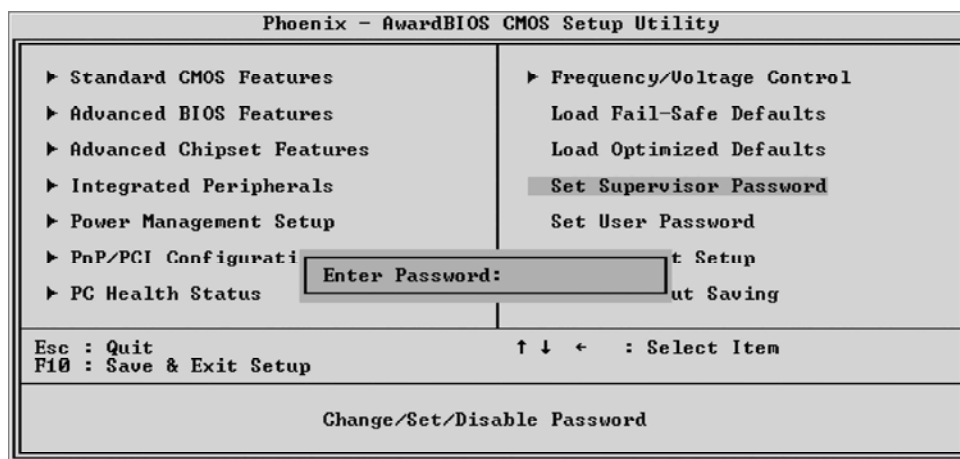 Phoenix - AwardBIOS CMOS Setup Utility
▶ Standard CMOS Features
▶ Advanced BIOS Features
▶ Advanced Chipset Features
▶ Integrated Peripherals
▶ Power Management Setup
▶ PnP/PCI Configurati
▶ PC Health Status
▶ Frequency/Voltage Control
Load Fail-Safe Defaults
Load Optimized Defaults
Set Supervisor Password
Set User Password
t Setup
ut Saving
Enter Password:
Esc : Quit
F10 : Save & Exit Setup
↑ ↓ ← : Select Item
Change/Set/Disable Password